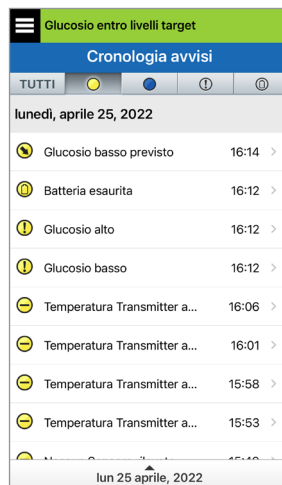 Glucosio entro livelli target
Cronologia avvisi
TUTTI
lunedì, aprile 25, 2022
Glucosio basso previsto 16:14
Batteria esaurita 16:12
Glucosio alto 16:12
Glucosio basso 16:12
Temperatura Transmitter a... 16:06
Temperatura Transmitter a... 16:01
Temperatura Transmitter a... 15:58
Temperatura Transmitter a... 15:53
lun 25 aprile, 2022